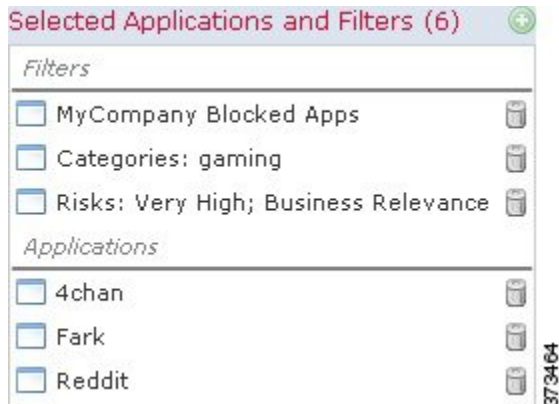 Selected Applications and Filters (6)
Filters
MyCompany Blocked Apps
Categories: gaming
Risks: Very High; Business Relevance
Applications
4chan
Fark
Reddit
373464